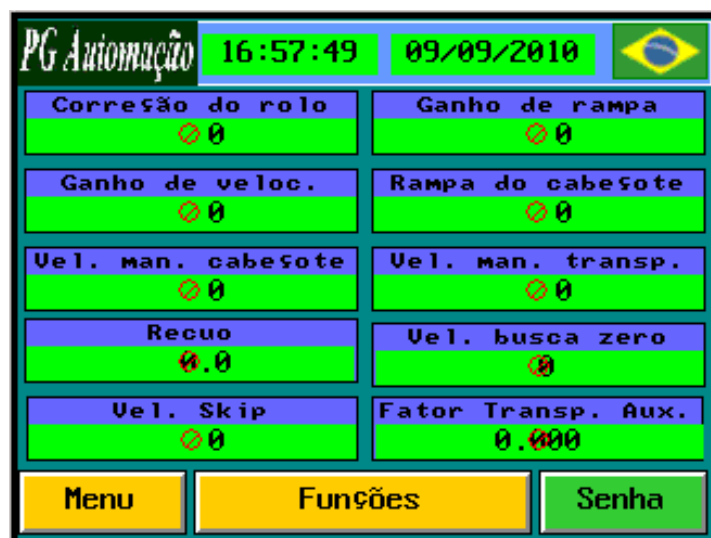 PG Automação 16:57:49 09/09/2010
Correção do rolo Ganho de rampa
0 0
Ganho de veloc. Rampa do cabeçote
0 0
Vel. man. cabeçote Vel. man. transp.
0 0
Recuo Vel. busca zero
0.0 0
Vel. Skip Fator Transp. Aux.
0 0.000
Menu Funções Senha